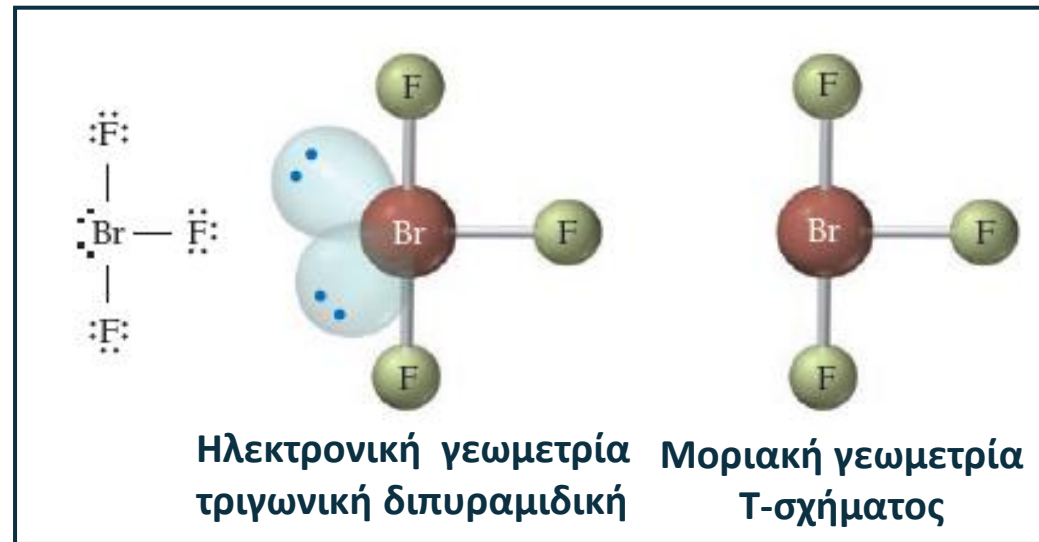 F
F
:F:
Br — F:
Br
F
Br
F
:F:
F
F
Ηλεκτρονική γεωμετρία
τριγωνική διπυραμιδική
Μοριακή γεωμετρία
Τ-σχήματος